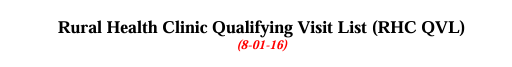 Rural Health Clinic Qualifying Visit List (RHC QVL)
(8-01-16)